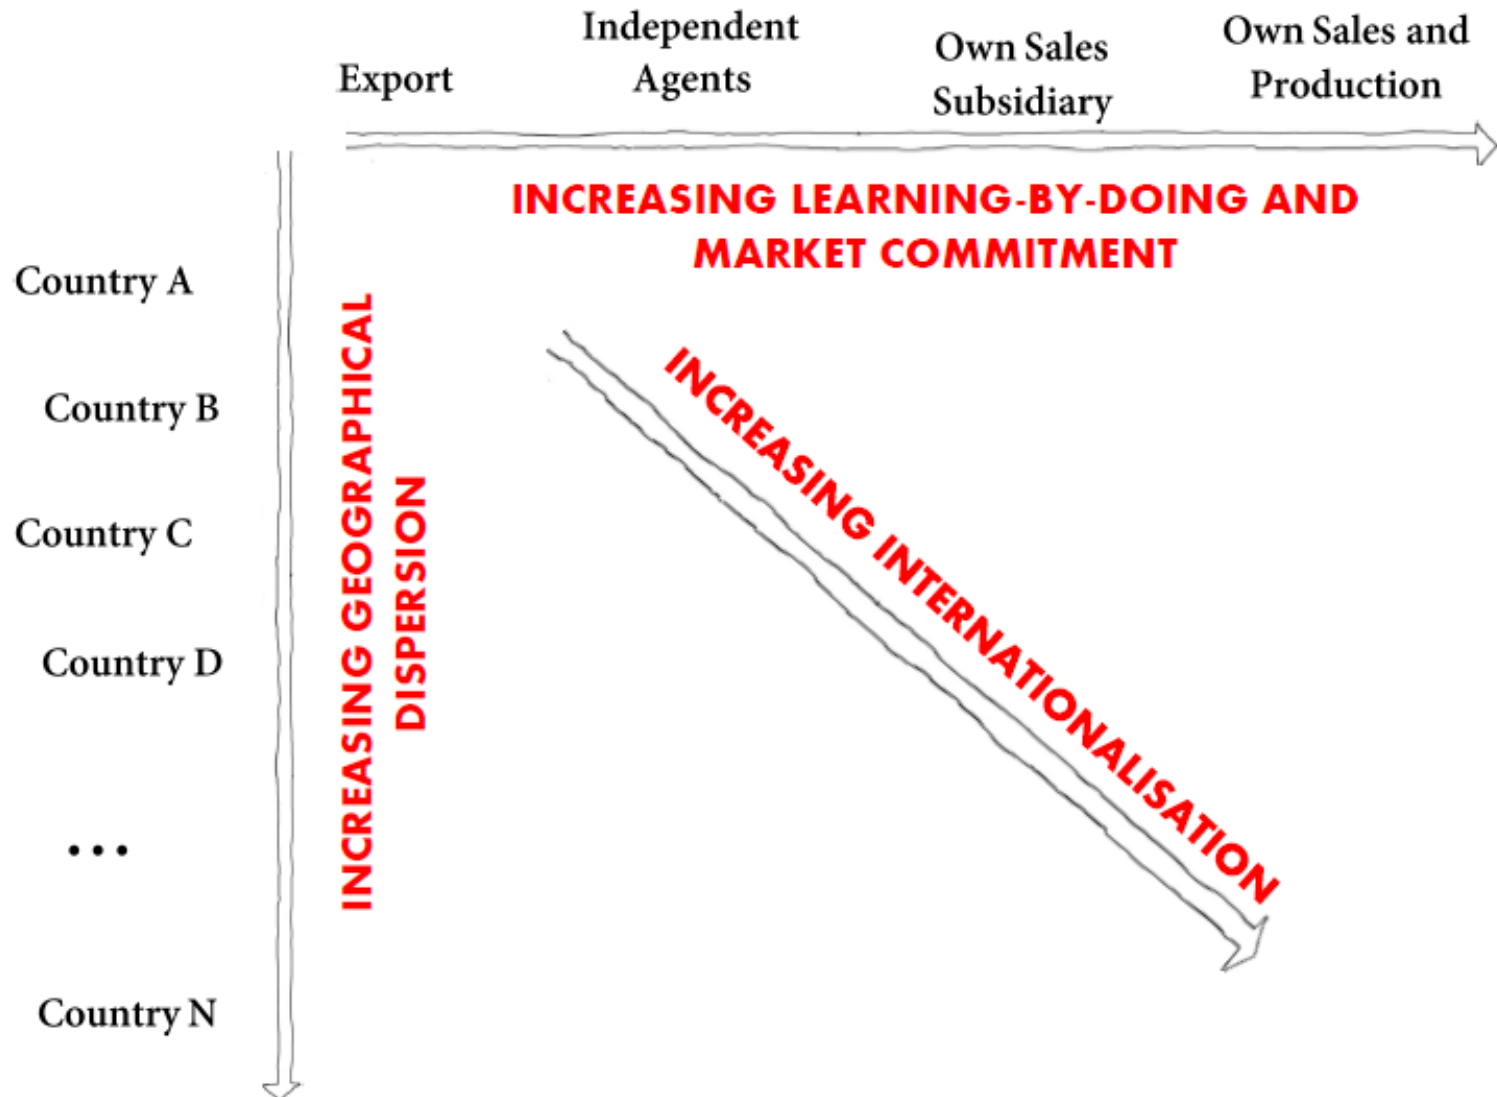 Export
Independent
Agents
Own Sales
Subsidiary
Own Sales and
Production
INCREASING LEARNING-BY-DOING AND
MARKET COMMITMENT
Country A
Country B
Country C
Country D
...
Country N
INCREASING GEOGRAPHICAL
DISPERSION
INCREASING INTERNATIONALISATION